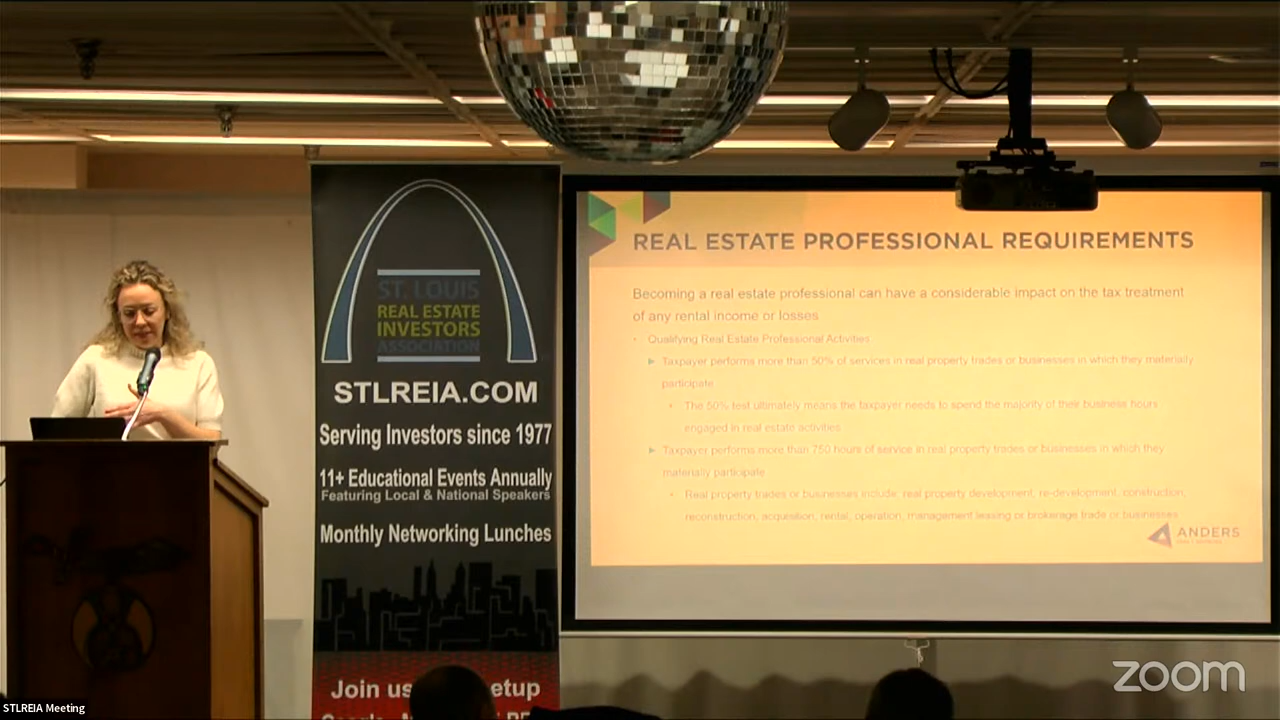 ST. LOUIS
REAL ESTATE
INVESTORS
ASSOCIATION
STLREIA.COM
Serving Investors since 1977
11+ Educational Events Annually
Featuring Local & National Speakers
Monthly Networking Lunches
Join us
REAL ESTATE PROFESSIONAL REQUIREMENTS
Becoming a real estate professional can have a considerable impact on the tax treatment
of any rental income or losses
• Qualifying Real Estate Professional Activities
► Taxpayer performs more than 50% of services in real property trades or businesses in which they materially
participate
• The 50% test ultimately means the taxpayer needs to spend the majority of their business hours
engaged in real estate activities
► Taxpayer performs more than 750 hours of service in real property trades or businesses in which they
materially participate
• Real property trades or businesses include: real property development, re-development, construction,
reconstruction, acquisition, rental, operation, management leasing or brokerage trade or businesses
ANDERS
zoom
STLREIA Meeting